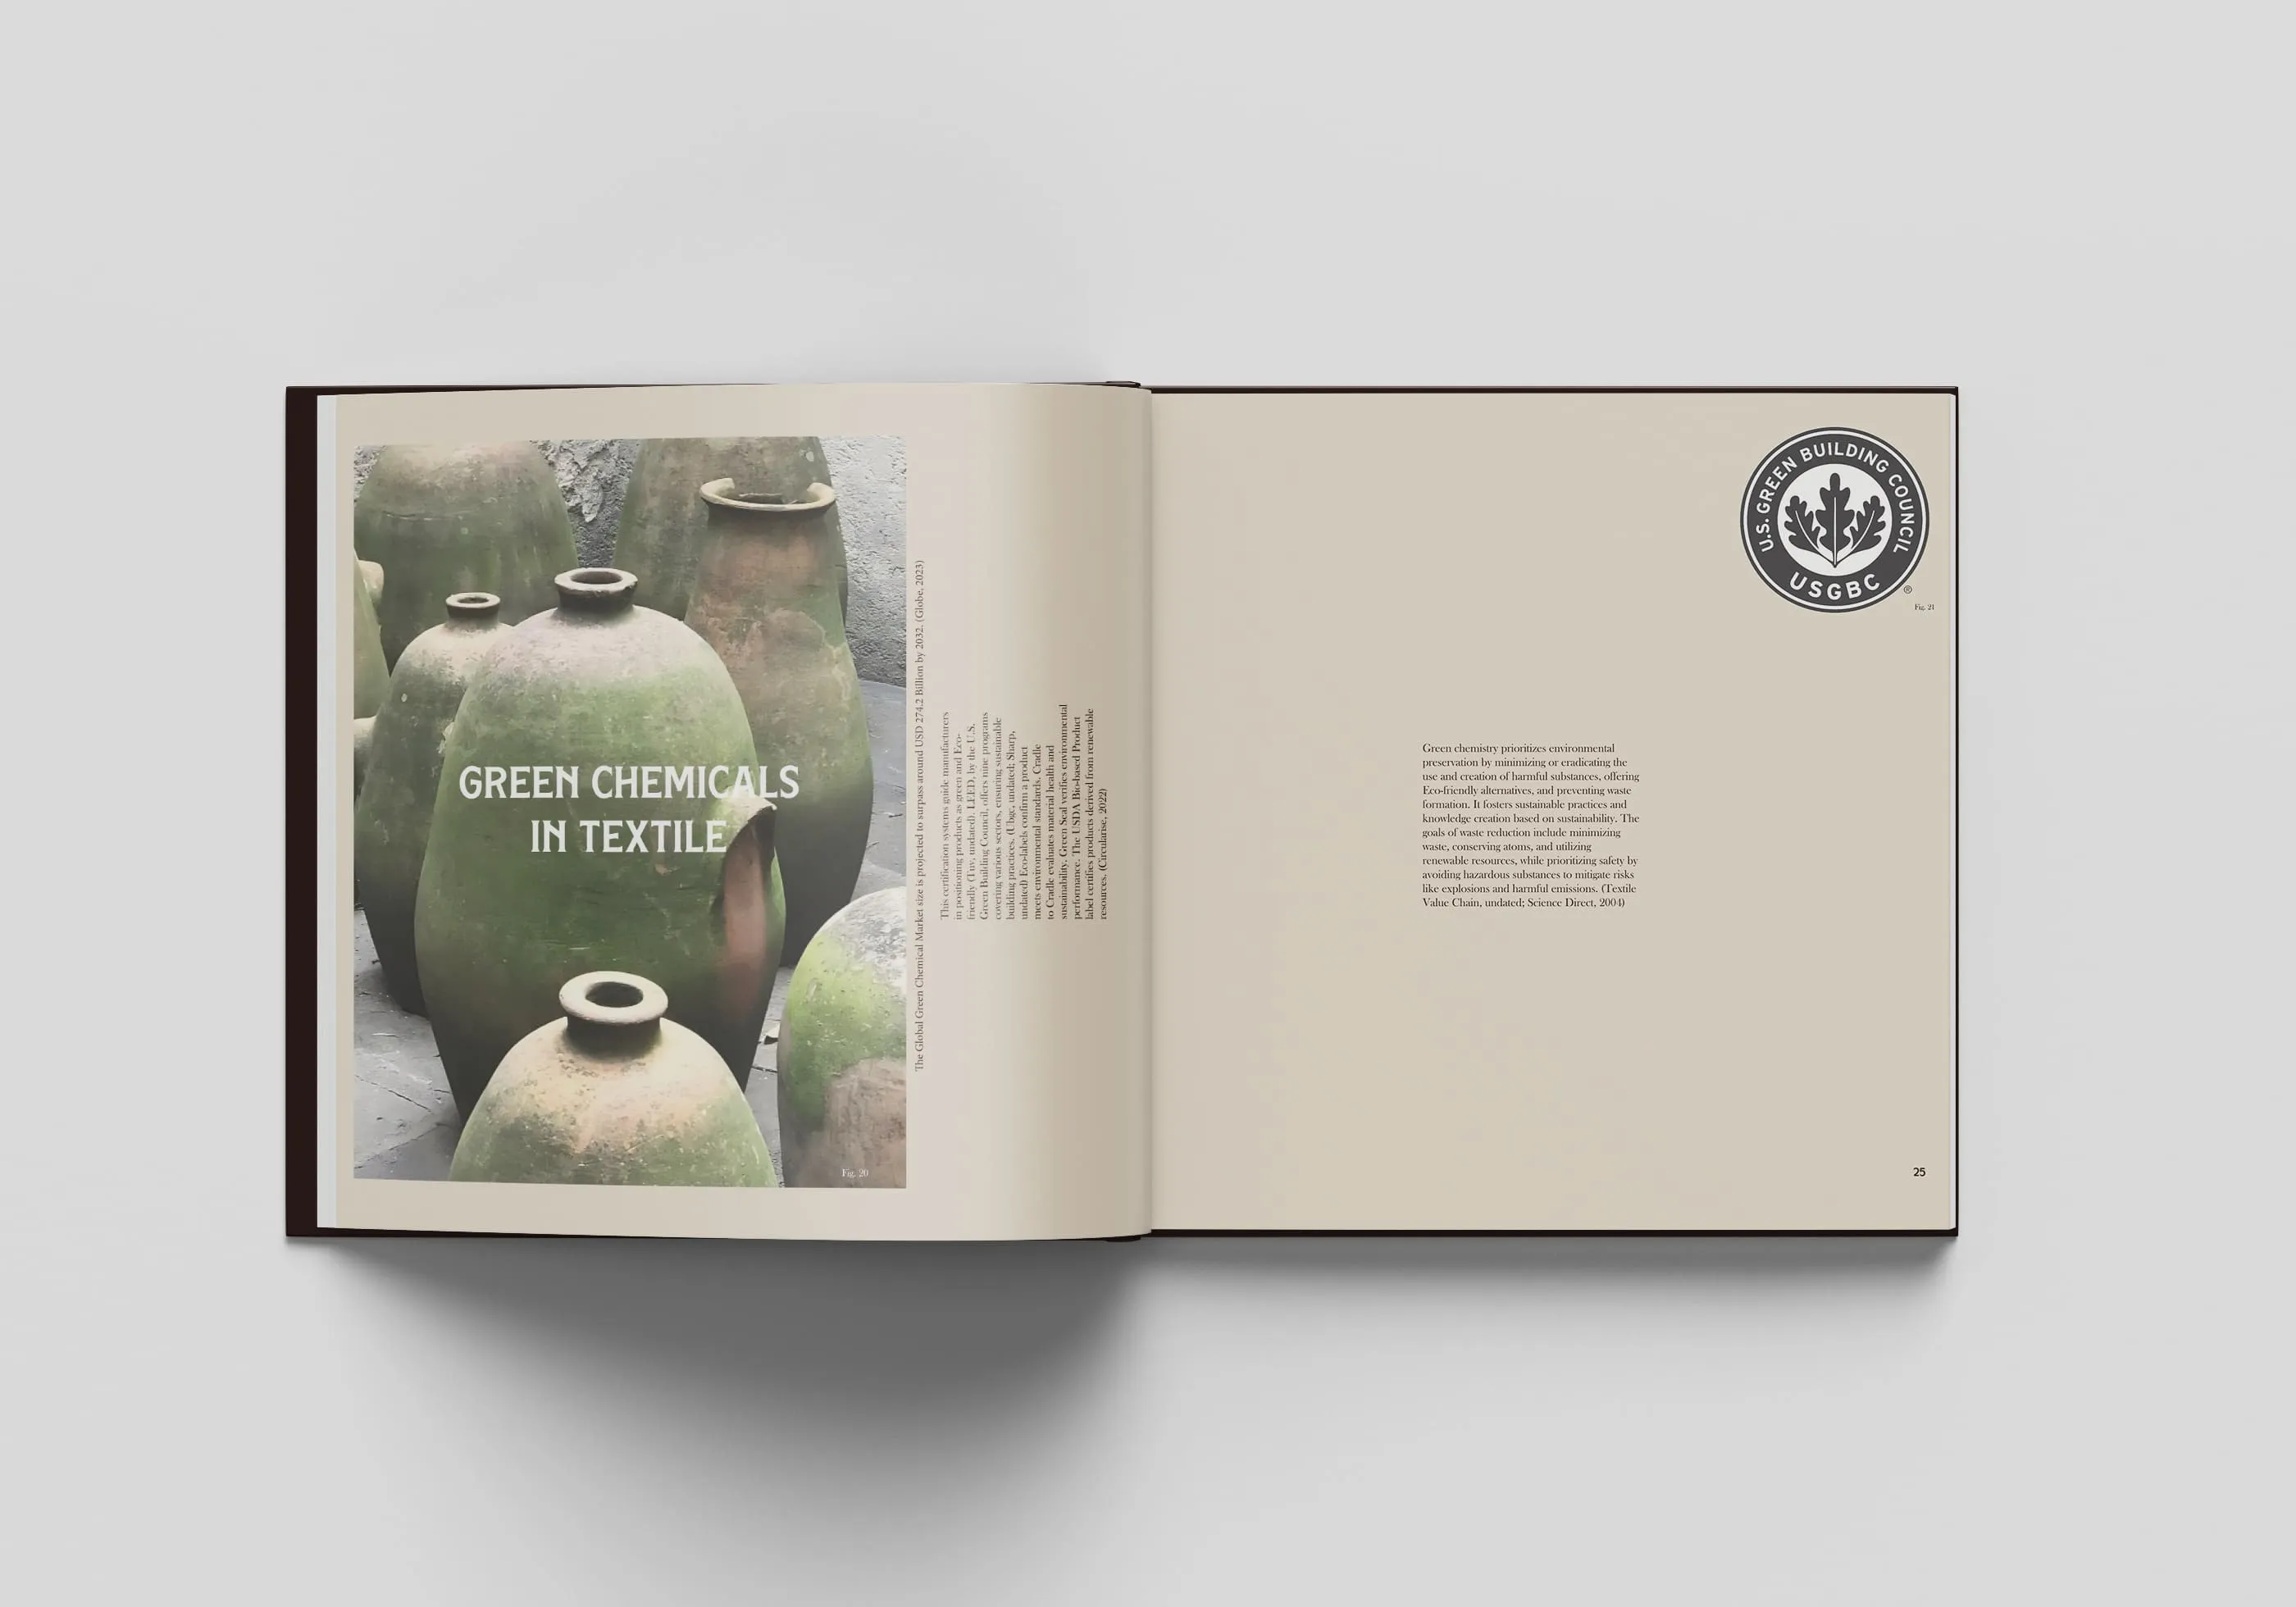 GREEN CHEMICALS
IN TEXTILE
Fig. 20
The Global Green Chemical Market size is projected to surpass around USD 274.2 Billion by 2032. (Globe, 2023)
This certification systems guide manufacturers
in positioning products as green and Eco-
friendly (Tuv, undated). LEED, by the U.S.
Green Building Council, offers nine programs
covering various sectors, ensuring sustainable
building practices. (Ubgc, undated; Sharp,
undated) Eco-labels confirm a product
meets environmental standards. Cradle
to Cradle evaluates material health and
sustainability. Green Seal verifies environmental
performance. The USDA Bio-based Product
label certifies products derived from renewable
resources. (Circularise, 2022)
U.S. GREEN BUILDING COUNCIL
USGBC
®
Fig. 21
Green chemistry prioritizes environmental
preservation by minimizing or eradicating the
use and creation of harmful substances, offering
Eco-friendly alternatives, and preventing waste
formation. It fosters sustainable practices and
knowledge creation based on sustainability. The
goals of waste reduction include minimizing
waste, conserving atoms, and utilizing
renewable resources, while prioritizing safety by
avoiding hazardous substances to mitigate risks
like explosions and harmful emissions. (Textile
Value Chain, undated; Science Direct, 2004)
25